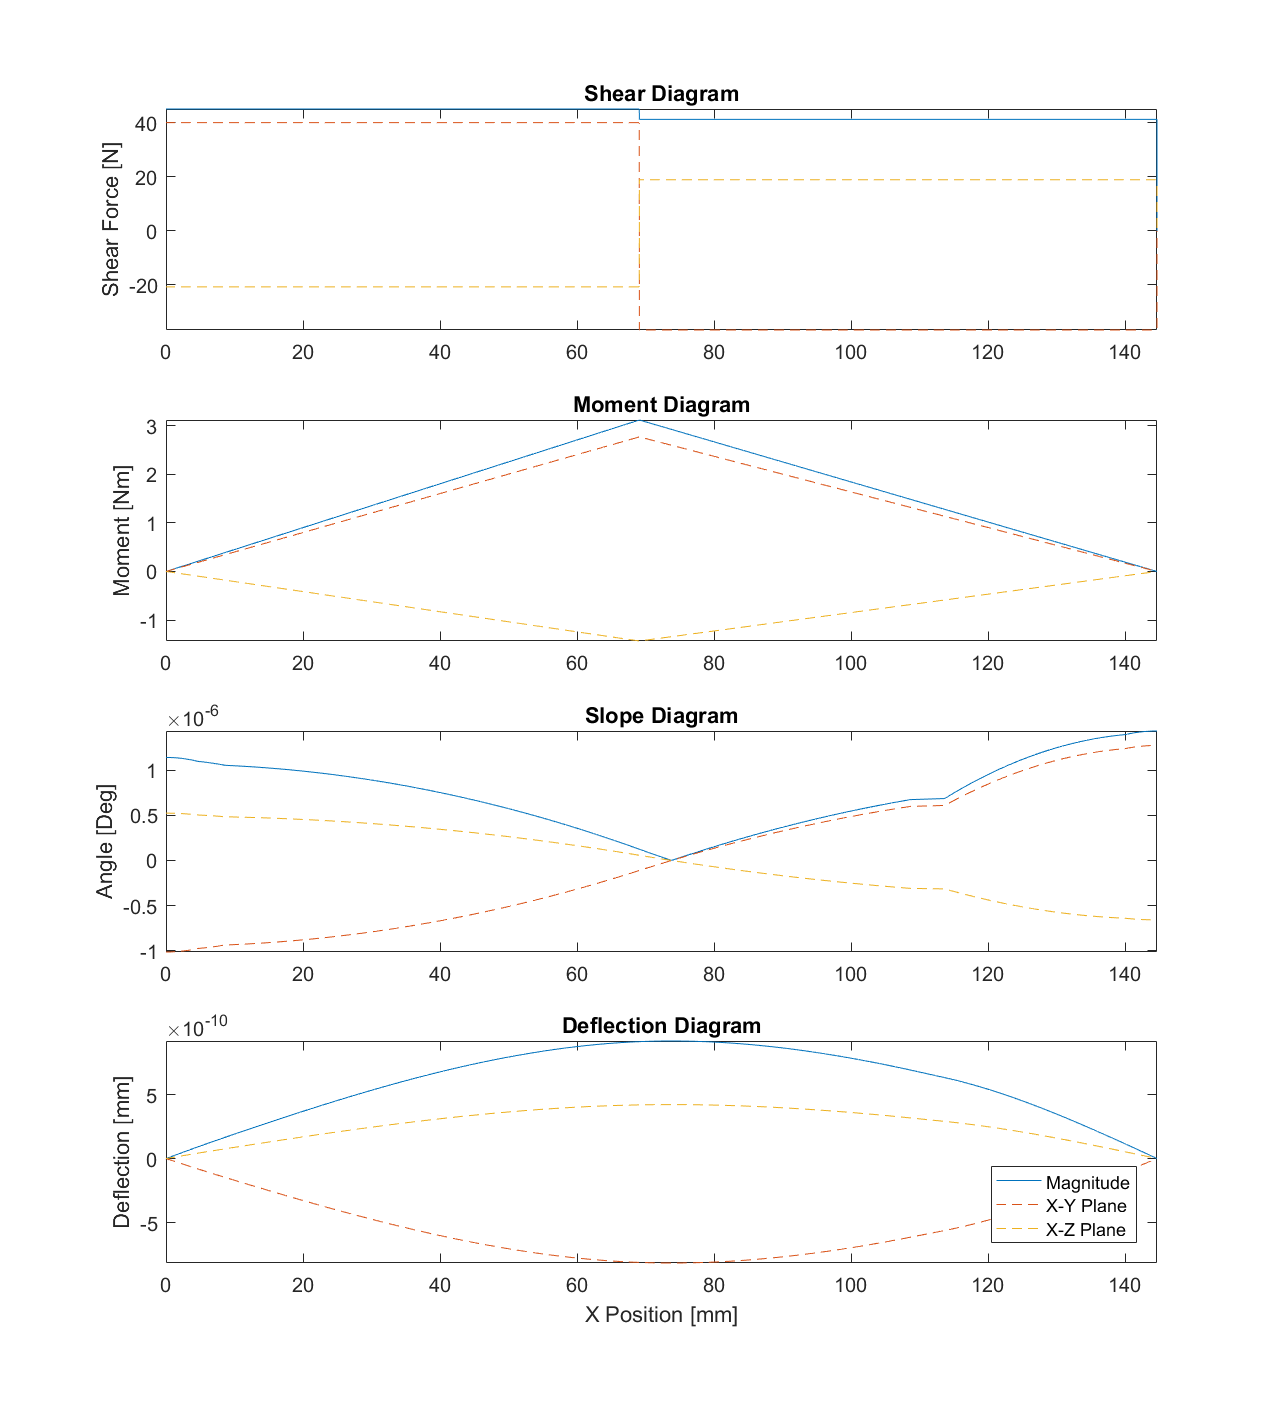 Shear Diagram
Shear Force [N]
40
20
0
-20
0 20 40 60 80 100 120 140
Moment Diagram
Moment [Nm]
3
2
1
0
-1
0 20 40 60 80 100 120 140
Slope Diagram
×10-6
Angle [Deg]
1
0.5
0
-0.5
-1
0 20 40 60 80 100 120 140
Deflection Diagram
×10-10
Deflection [mm]
5
0
-5
Magnitude
X-Y Plane
X-Z Plane
0 20 40 60 80 100 120 140
X Position [mm]